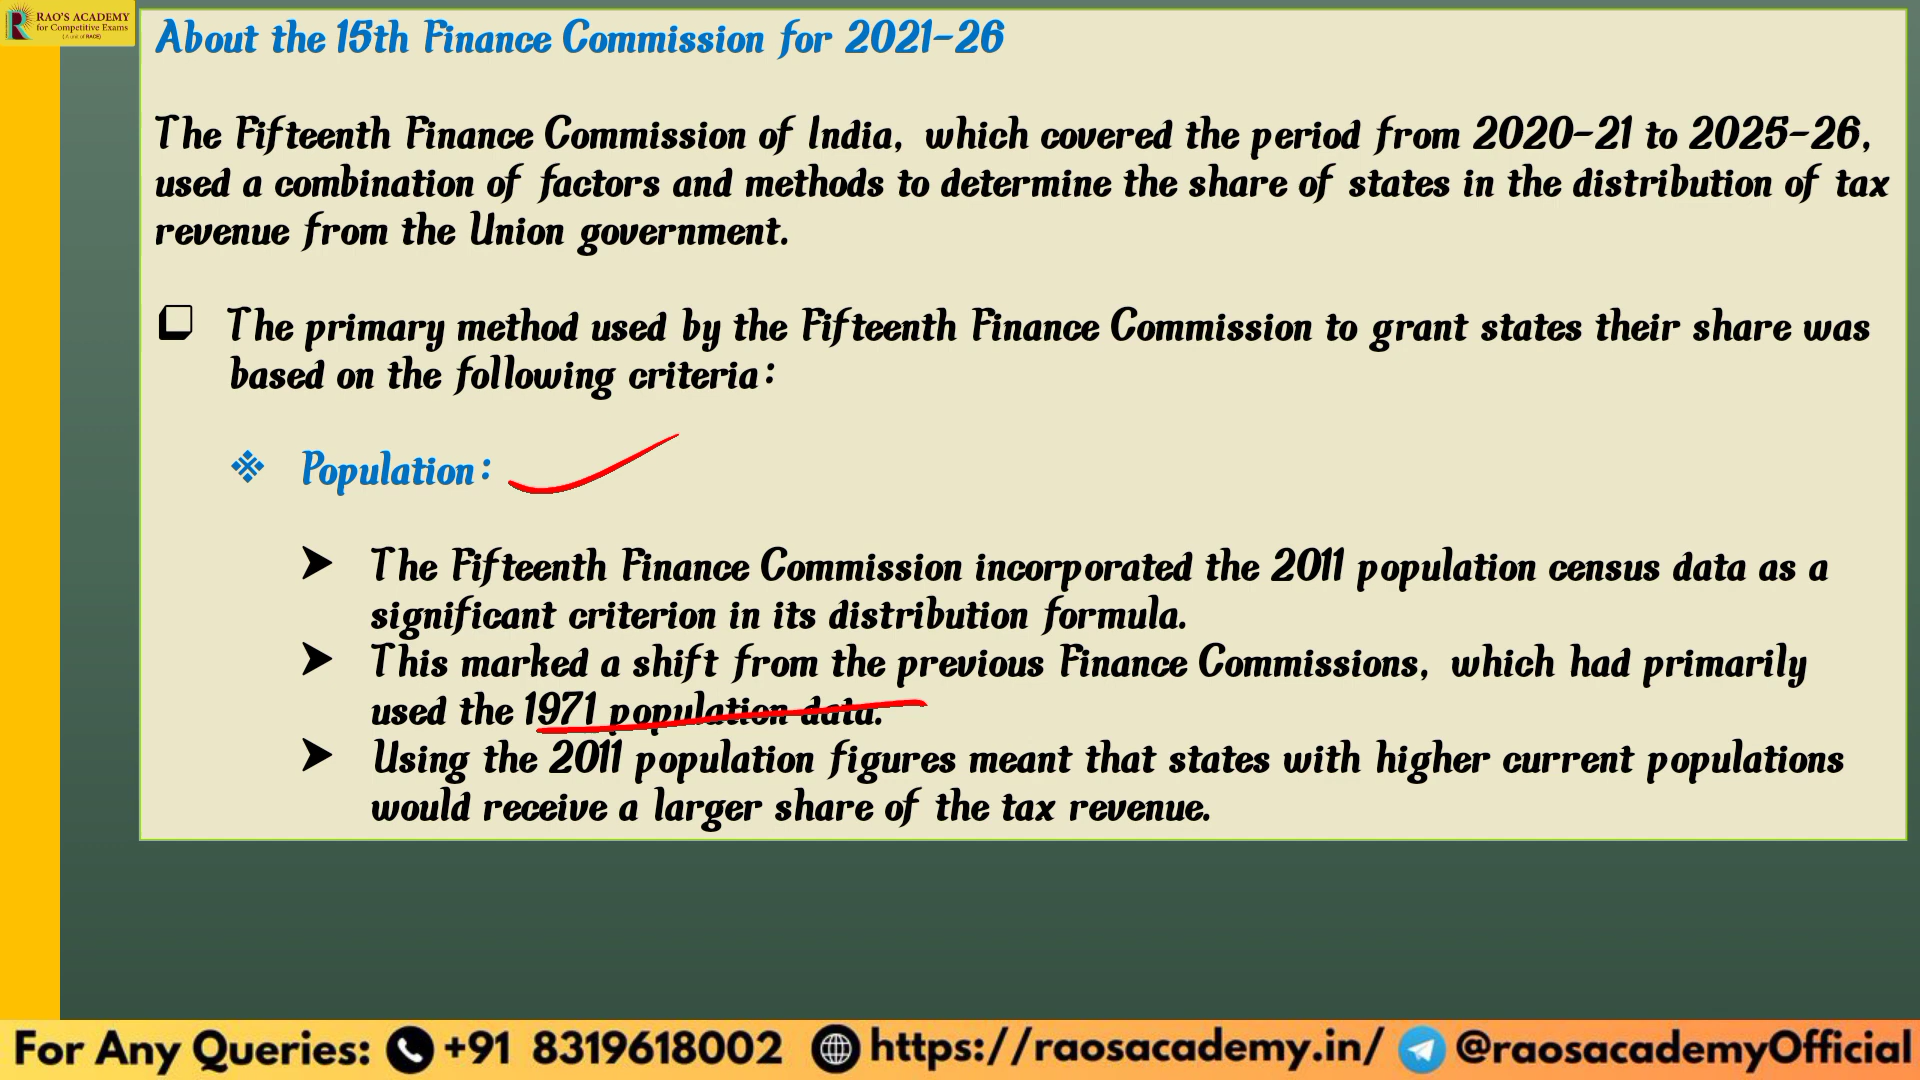 RAO'S ACADEMY
for Competitive Exams
(A unit of RACE)
About the 15th Finance Commission for 2021-26
The Fifteenth Finance Commission of India, which covered the period from 2020-21 to 2025-26,
used a combination of factors and methods to determine the share of states in the distribution of tax
revenue from the Union government.
❑ The primary method used by the Fifteenth Finance Commission to grant states their share was
based on the following criteria:
❖ Population:
➤ The Fifteenth Finance Commission incorporated the 2011 population census data as a
significant criterion in its distribution formula.
➤ This marked a shift from the previous Finance Commissions, which had primarily
used the 1971 population data.
➤ Using the 2011 population figures meant that states with higher current populations
would receive a larger share of the tax revenue.
For Any Queries: +91 8319618002 https://raosacademy.in/ @raosacademyOfficial